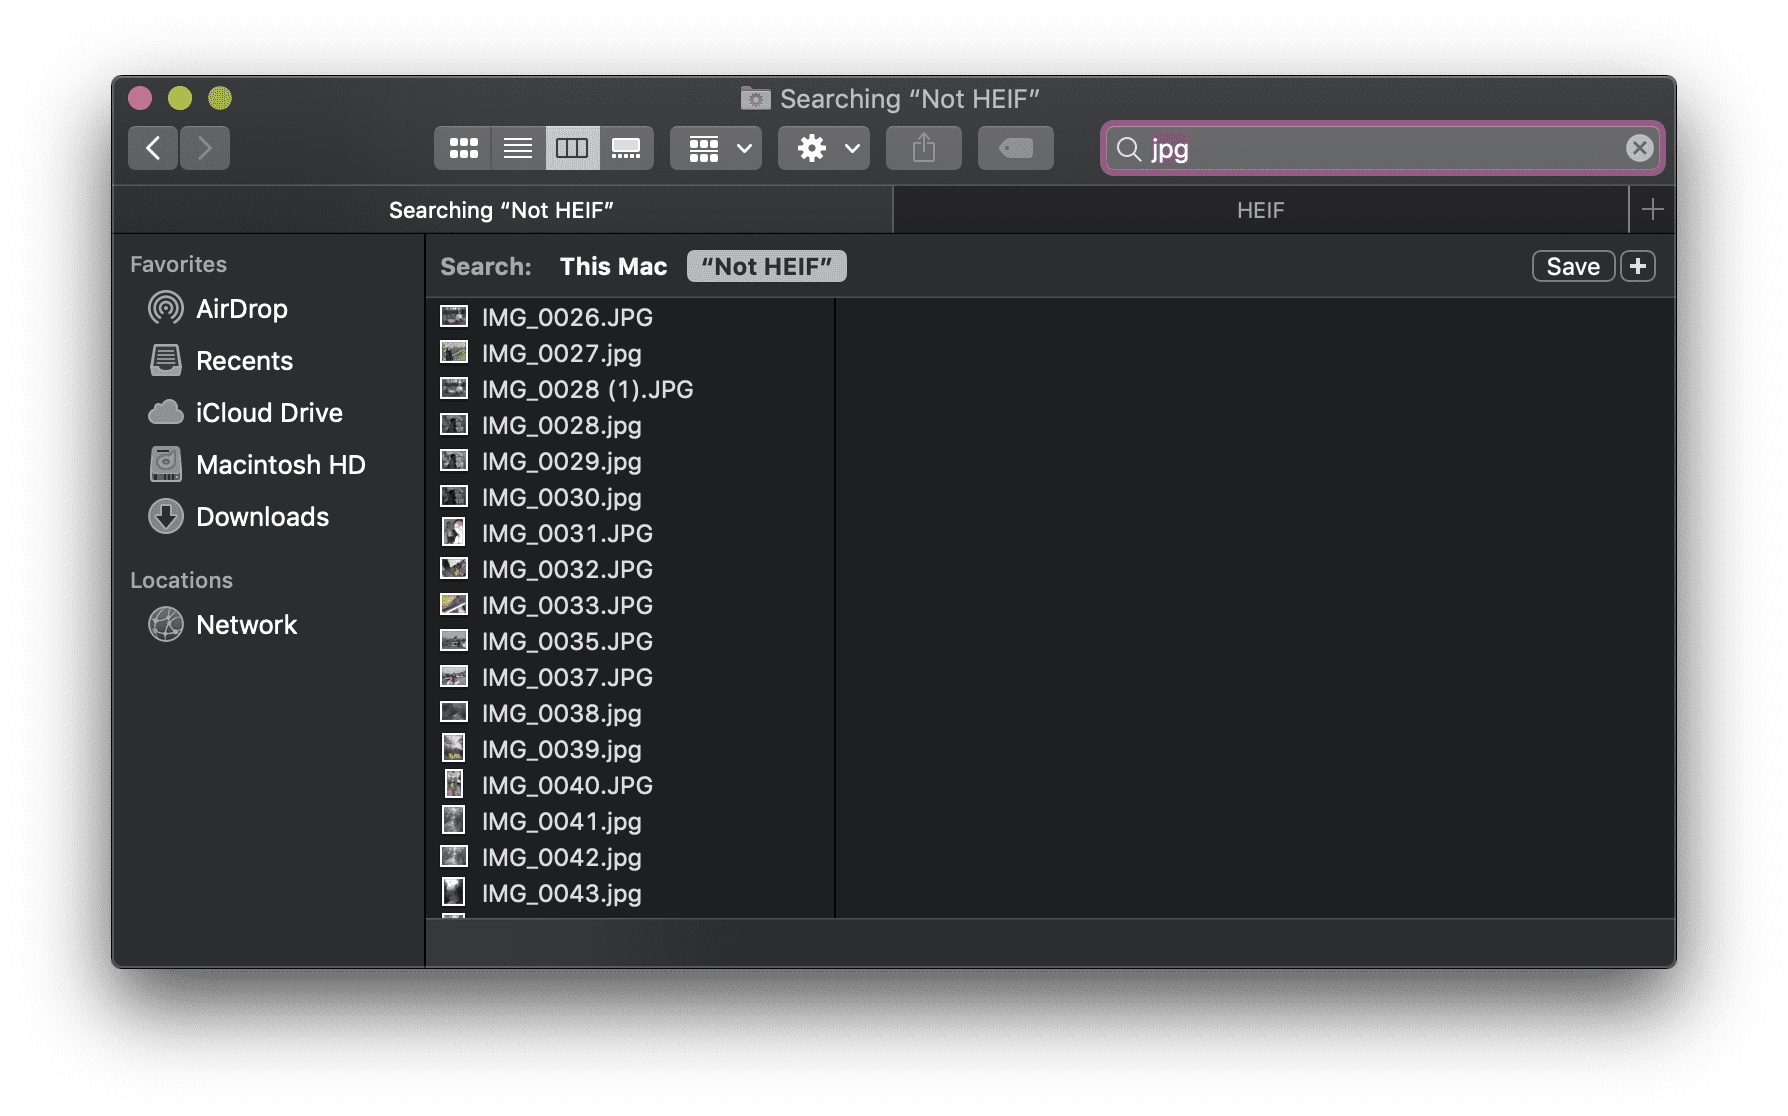 Searching “Not HEIF”
jpg
Searching “Not HEIF”
HEIF
Favorites
AirDrop
Recents
iCloud Drive
Macintosh HD
Downloads
Locations
Network
Search: This Mac “Not HEIF” Save +
IMG_0026.JPG
IMG_0027.jpg
IMG_0028 (1).JPG
IMG_0028.jpg
IMG_0029.jpg
IMG_0030.jpg
IMG_0031.JPG
IMG_0032.JPG
IMG_0033.JPG
IMG_0035.JPG
IMG_0037.JPG
IMG_0038.jpg
IMG_0039.jpg
IMG_0040.JPG
IMG_0041.jpg
IMG_0042.jpg
IMG_0043.jpg